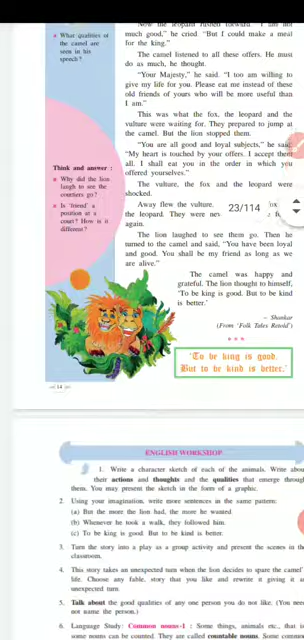 Now the leopard rushed forward. "I am not
much good," he cried. "But I could make a meal
for the king."
The camel listened to all these offers. He must
do as much, he thought.
"Your Majesty," he said. "I too am willing to
give my life for you. Please eat me instead of these
old friends of yours who will be more useful than
I am."
This was what the fox, the leopard and the
vulture were waiting for. They prepared to jump
at the camel. But the lion stopped them.
"You are all good and loyal subjects," he said.
"My heart is touched by your offers. I accept them
all. I shall eat you in the order in which you
offered yourselves."
The vulture, the fox and the leopard were
shocked.
Away flew the vulture.
the leopard. They were nev
again.
The lion laughed to see them go. Then he
turned to the camel and said, "You have been loyal
and good. You shall be my friend as long as we
are alive."
The camel was happy and
grateful. The lion thought to himself,
'To be king is good. But to be kind
is better.'
– Shankar
(From 'Folk Tales Retold')
* * *
'To be king is good.
But to be kind is better.'
What qualities of
the camel are
seen in his
speech?
Think and answer :
Why did the lion
laugh to see the
courtiers go?
Is 'friend' a
position at a
court? How is it
different?
23/114
14
ENGLISH WORKSHOP
1. Write a character sketch of each of the animals. Write abou
their actions and thoughts and the qualities that emerge throug
them. You may present the sketch in the form of a graphic.
2. Using your imagination, write more sentences in the same pattern:
(a) But the more the lion had, the more he wanted.
(b) Whenever he took a walk, they followed him.
(c) To be king is good. But to be kind is better.
3. Turn the story into a play as a group activity and present the scenes in the
classroom.
4. This story takes an unexpected turn when the lion decides to spare the camel'
life. Choose any fable, story that you like and rewrite it giving it a
unexpected turn.
5. Talk about the good qualities of any one person you do not like. (You need
not name the person.)
6. Language Study: Common nouns-1 : Some things, animals etc., that is
some nouns can be counted. They are called countable nouns. Some common